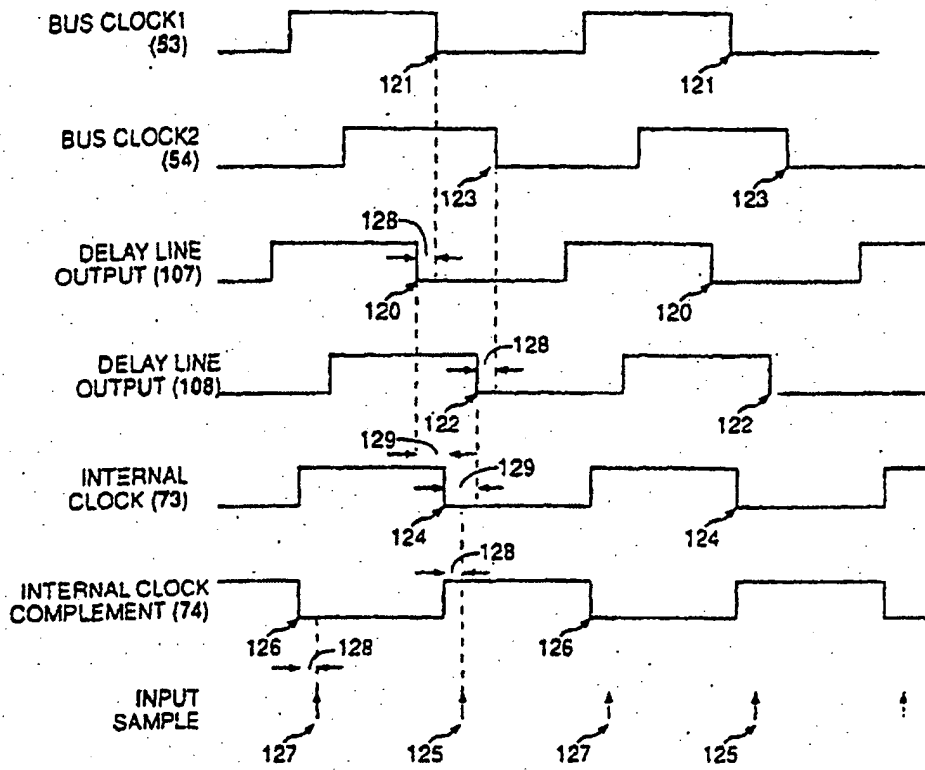 BUS CLOCK1
(53)
121
121
BUS CLOCK2
(54)
123
123
128
DELAY LINE
OUTPUT (107)
120
120
128
DELAY LINE
OUTPUT (108)
122
122
129
129
INTERNAL
CLOCK (73)
124
124
128
INTERNAL CLOCK
COMPLEMENT (74)
126
126
128
INPUT
SAMPLE
127
125
127
125